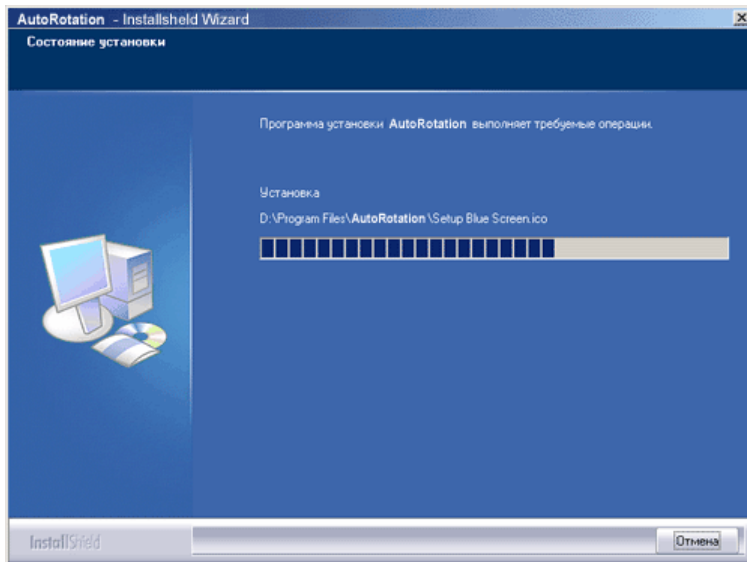 AutoRotation - Installsheld Wizard
Состояние установки
Программа установки AutoRotation выполняет требуемые операции.
Установка
D:\Program Files\AutoRotation \Setup Blue Screen.ico
InstallShield
Отмена